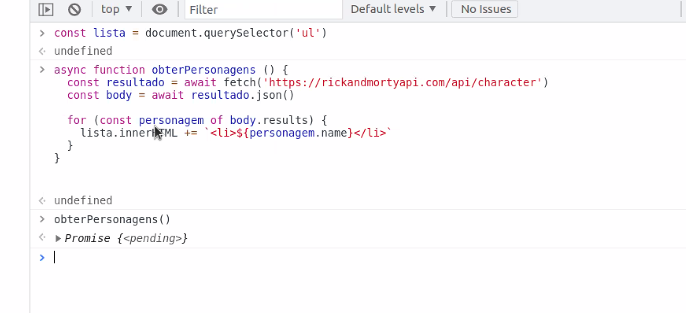 top ▼ Filter Default levels ▼ No Issues
> const lista = document.querySelector('ul')
< undefined
> async function obterPersonagens () {
const resultado = await fetch('https://rickandmortyapi.com/api/character')
const body = await resultado.json()
for (const personagem of body.results) {
lista.innerHTML += `<li>${personagem.name}</li>`
}
}
< undefined
> obterPersonagens()
< ▶ Promise {<pending>}
>